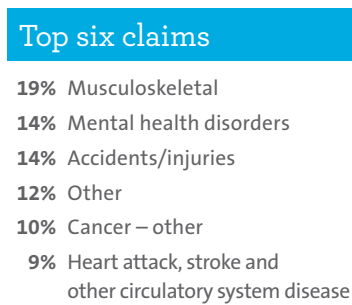 Top six claims
19% Musculoskeletal
14% Mental health disorders
14% Accidents/injuries
12% Other
10% Cancer – other
9% Heart attack, stroke and
other circulatory system disease